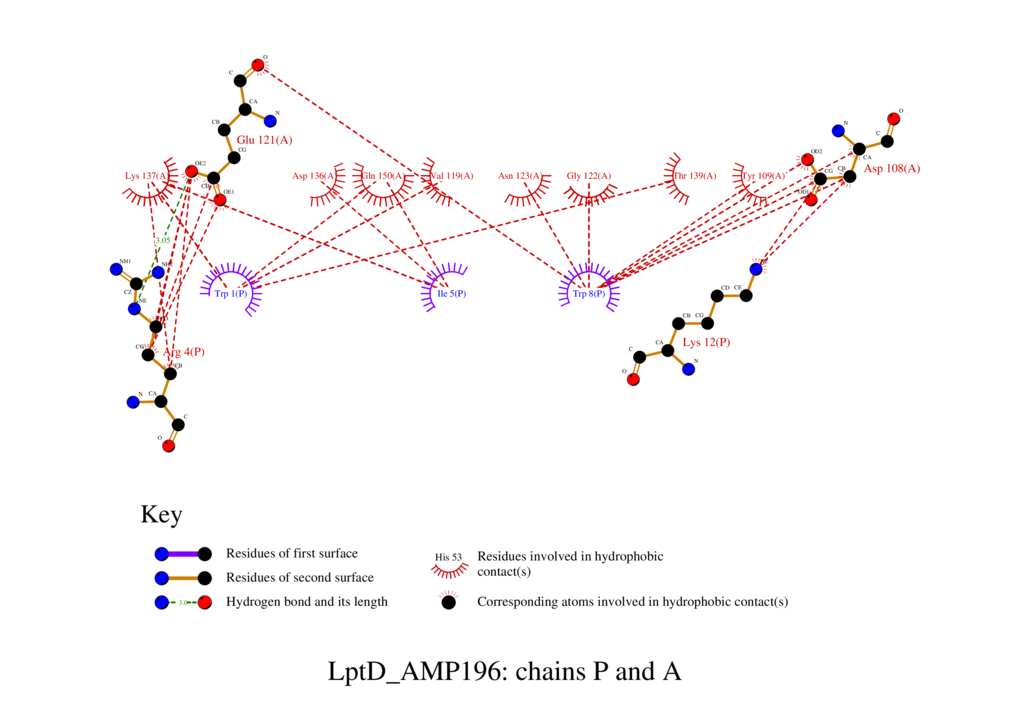 O
C
CA
N
CB
Glu 121(A)
CG
OE2
CD
OE1
Lys 137(A)
Asp 136(A)
Gln 150(A)
Val 119(A)
Asn 123(A)
Gly 122(A)
Thr 139(A)
Tyr 109(A)
O
N
C
OD2
CA
Asp 108(A)
CG
CB
3.05
NH1
CZ
NE
Trp 1(P)
Ile 5(P)
Trp 8(P)
CD CE
CB CG
CG
Arg 4(P)
CB
CA
Lys 12(P)
C
N
O
N CA
C
O
Key
Residues of first surface
Residues of second surface
3.0
Hydrogen bond and its length
His 53
Residues involved in hydrophobic
contact(s)
Corresponding atoms involved in hydrophobic contact(s)
LptD_AMP196: chains P and A